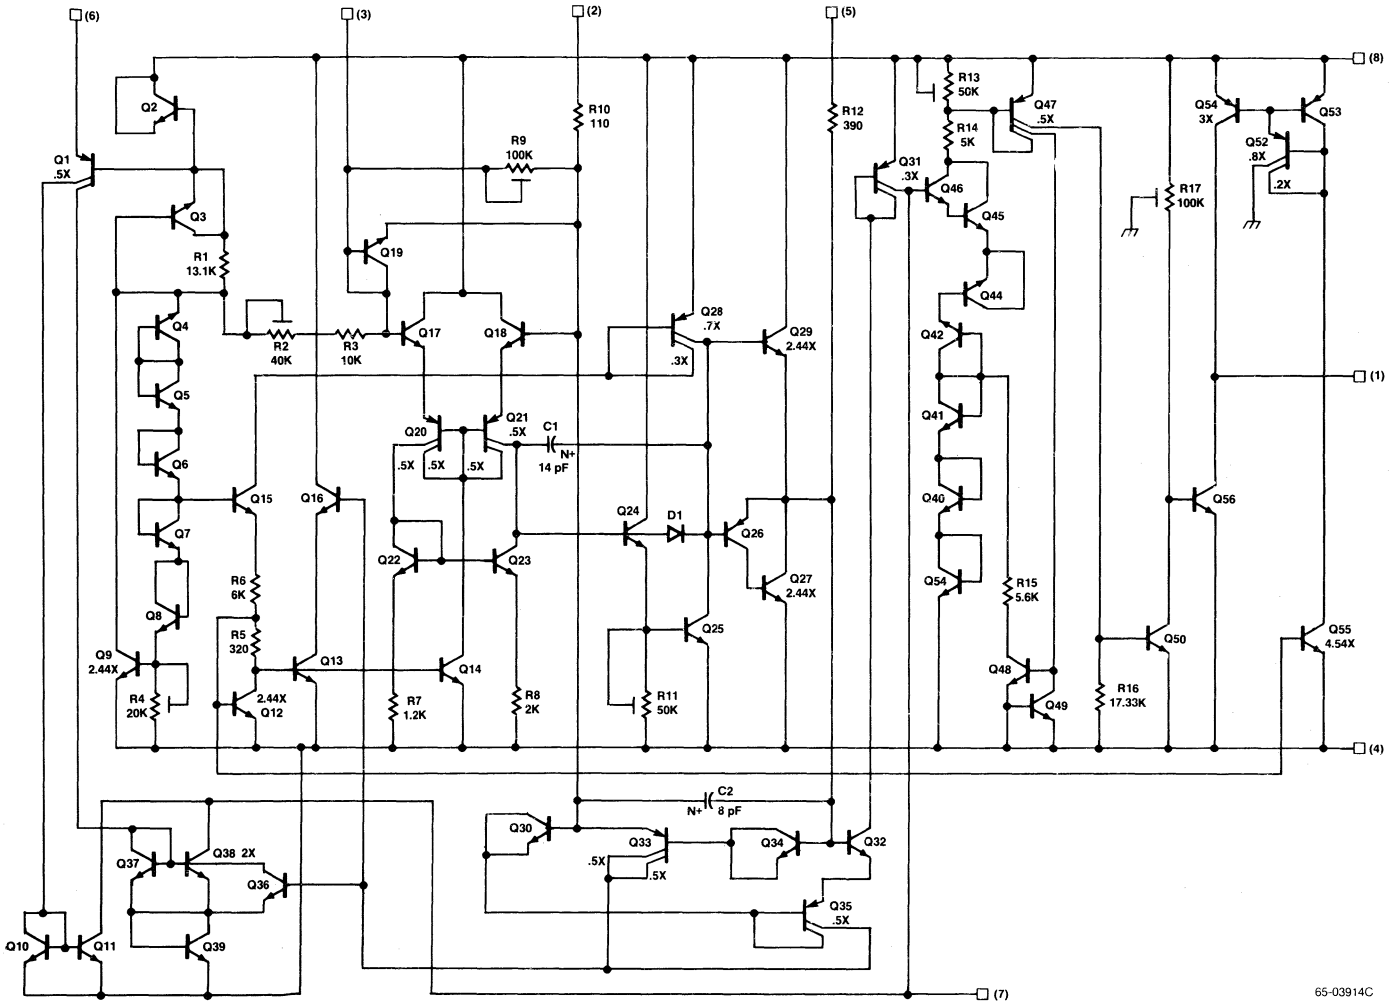 (6)
(3)
(2)
(5)
(8)
Q2
Q1
.5X
Q3
R1
13.1K
R9
100K
R10
110
R12
390
R13
50K
R14
5K
Q47
.5X
Q54
3X
Q53
Q52
.8X
.2X
Q31
.3X
Q46
Q45
R17
100K
Q19
Q44
Q4
R2
40K
R3
10K
Q17
Q18
Q28
.7X
.3X
Q29
2.44X
Q42
(1)
Q5
Q41
Q20
.5X
.5X
Q21
.5X
.5X
C1
N+
14 pF
Q6
Q15
Q16
Q24
D1
Q26
Q40
Q56
Q7
Q22
Q23
Q27
2.44X
Q54
R15
5.6K
R6
6K
Q8
R5
320
Q25
Q50
Q55
4.54X
Q9
2.44X
Q13
Q14
Q48
R4
20K
2.44X
Q12
R7
1.2K
R8
2K
R11
50K
Q49
R16
17.33K
(4)
C2
N+
8 pF
Q30
Q33
.5X
.5X
Q34
Q32
Q37
Q38 2X
Q36
Q35
.5X
Q10
Q11
Q39
(7)
65-03914C